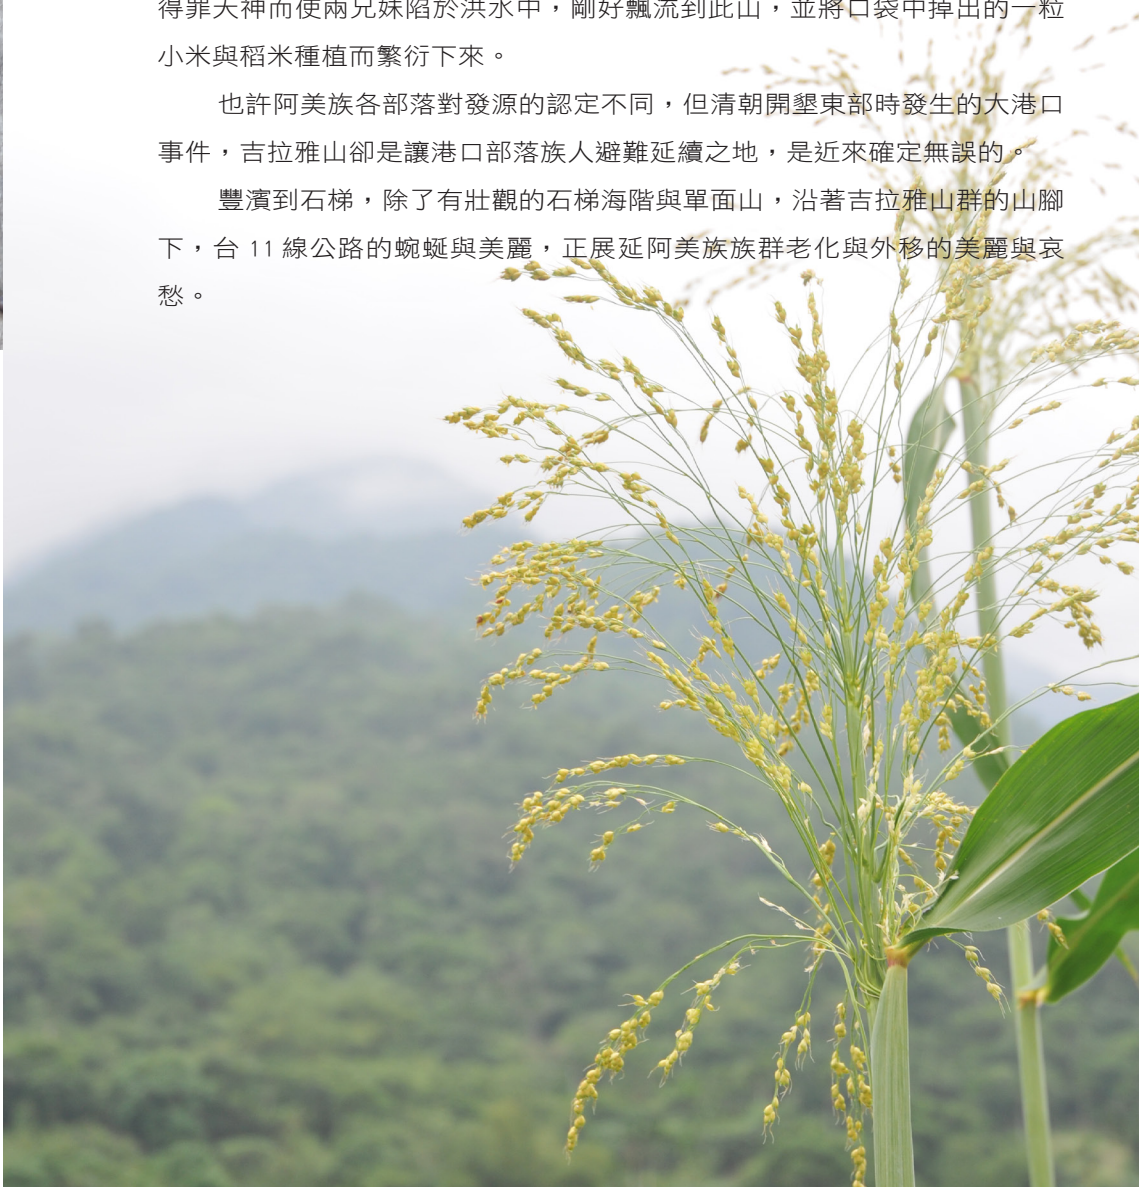 得罪天神而使兩兄妹陷於洪水中，剛好飄流到此山，並將口袋中掉出的一粒
小米與稻米種植而繁衍下來。
也許阿美族各部落對發源的認定不同，但清朝開墾東部時發生的大港口
事件，吉拉雅山卻是讓港口部落族人避難延續之地，是近來確定無誤的。
豐濱到石梯，除了有壯觀的石梯海階與單面山，沿著吉拉雅山群的山腳
下，台 11 線公路的蜿蜒與美麗，正展延阿美族族群老化與外移的美麗與哀
愁。